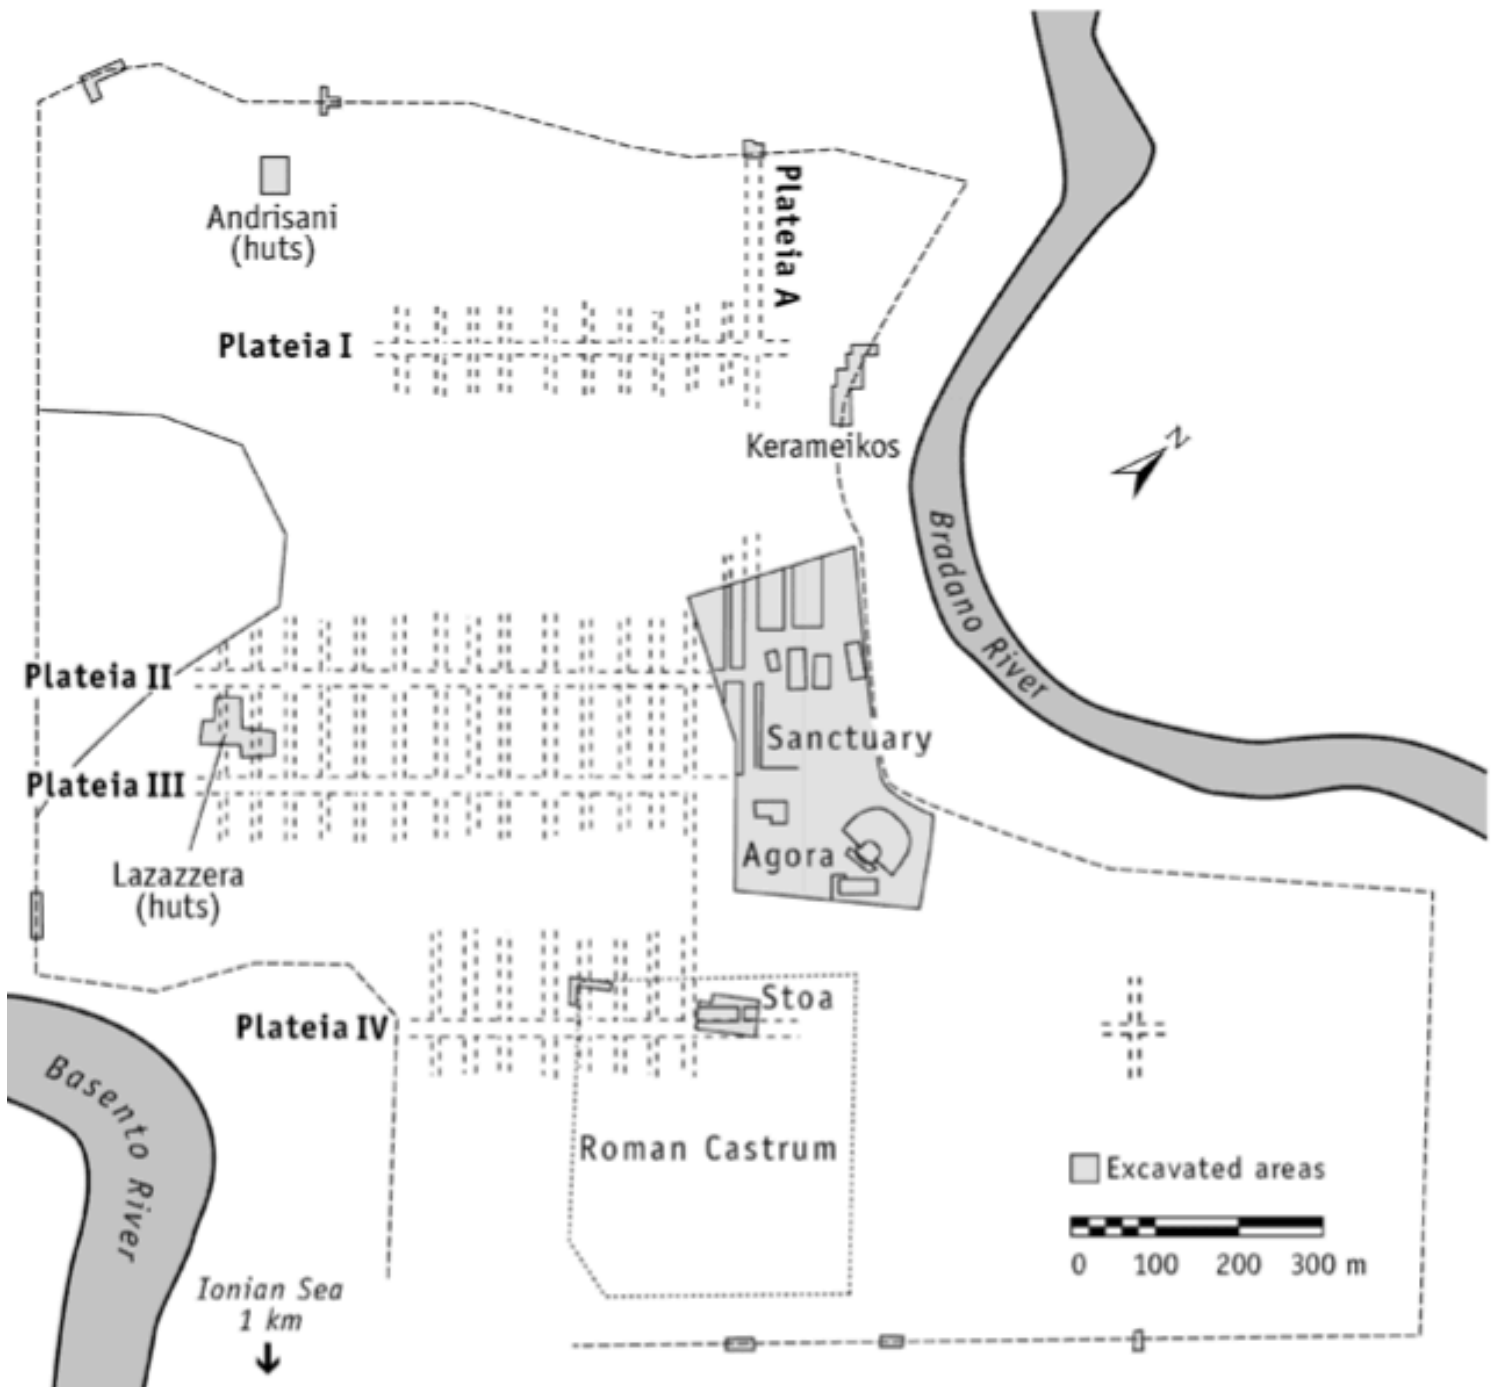 Plateia A
Andrisani
(huts)
Plateia I
Kerameikos
N
Bradano River
Plateia II
Sanctuary
Plateia III
Agora
Lazazzera
(huts)
Stoa
Plateia IV
Basento River
Roman Castrum
Excavated areas
0 100 200 300 m
Ionian Sea
1 km